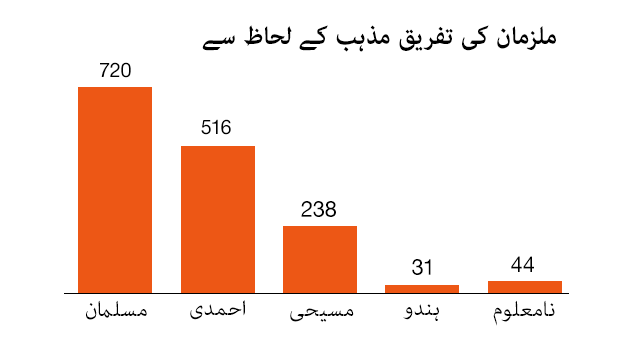 ملزمان کی تفریق مذہب کے لحاظ سے
720
516
238
31
44
مسلمان
احمدی
مسیحی
ہندو
نامعلوم